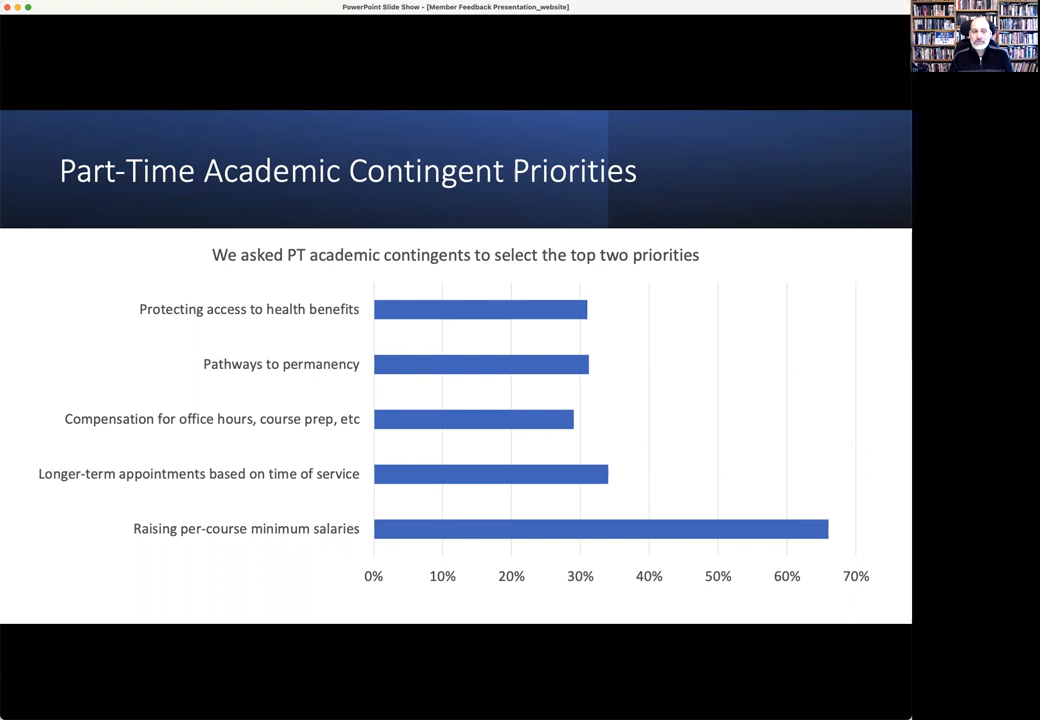 PowerPoint Slide Show - [Member Feedback Presentation_website]
Part-Time Academic Contingent Priorities
We asked PT academic contingents to select the top two priorities
Protecting access to health benefits
Pathways to permanency
Compensation for office hours, course prep, etc
Longer-term appointments based on time of service
Raising per-course minimum salaries
0% 10% 20% 30% 40% 50% 60% 70%